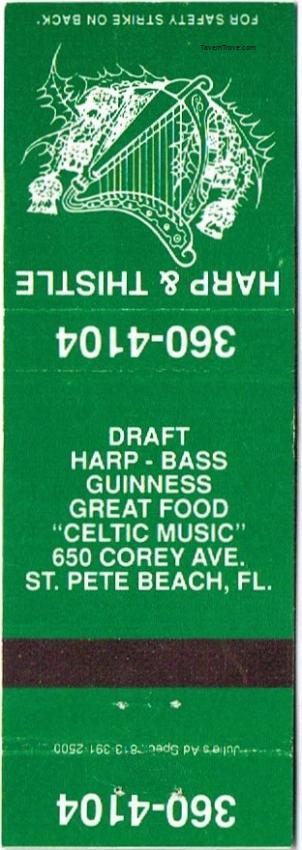 FOR SAFETY STRIKE ON BACK
TavernTrove.com
HARP & THISTLE
360-4104
DRAFT
HARP - BASS
GUINNESS
GREAT FOOD
"CELTIC MUSIC"
650 COREY AVE.
ST. PETE BEACH, FL.
Julie's Ad Spec. 813-391-2500
360-4104